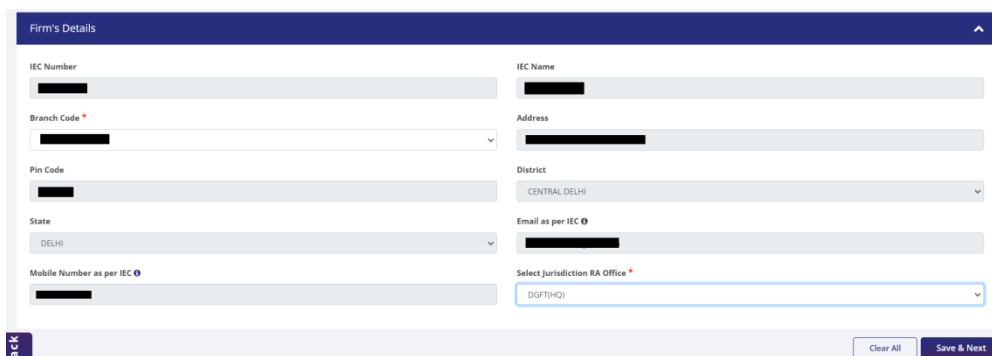 Firm's Details
IEC Number
IEC Name
Branch Code *
Address
Pin Code
District
CENTRAL DELHI
State
Email as per IEC
DELHI
Mobile Number as per IEC
Select Jurisdiction RA Office *
DGFT(HQ)
ack
Clear All
Save & Next